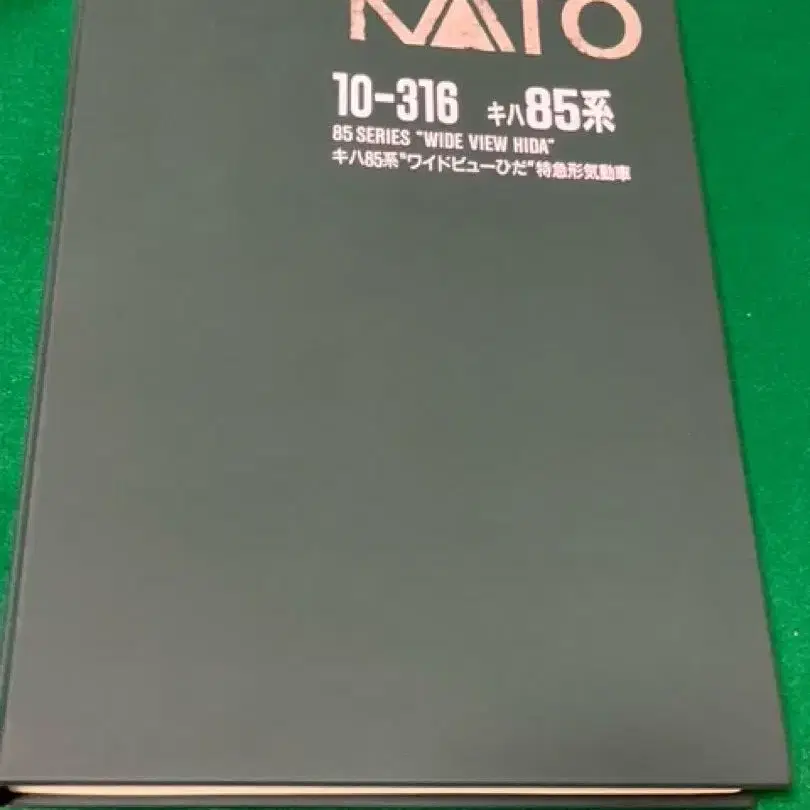 KATO
10-316 キハ85系
85 SERIES "WIDE VIEW HIDA"
キハ85系"ワイドビューひだ"特急形気動車